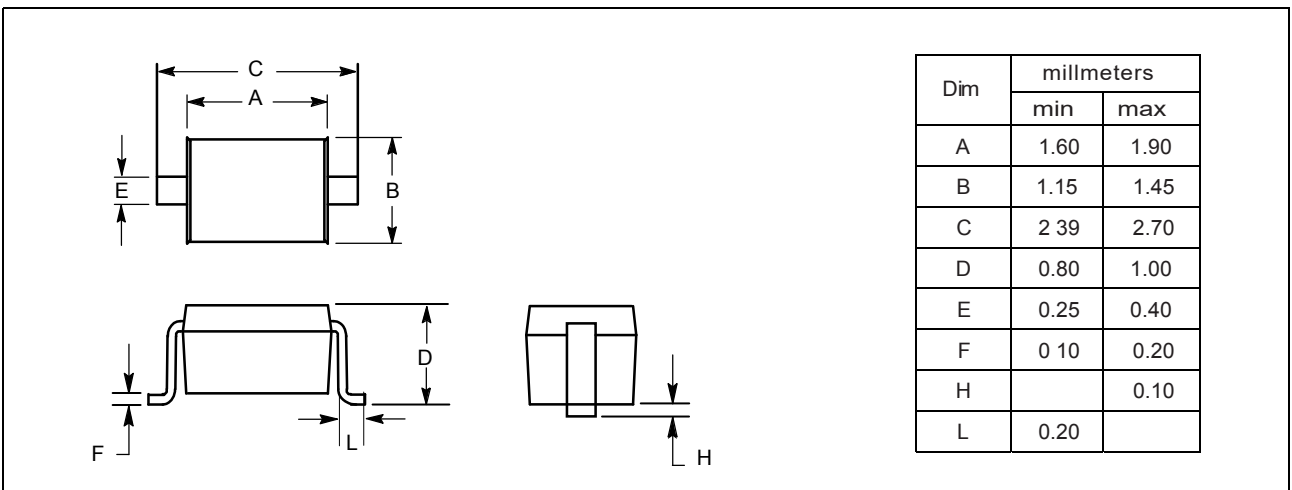 C
A
E
B
D
F
L
H
Dim millmeters
min max
A 1.60 1.90
B 1.15 1.45
C 2 39 2.70
D 0.80 1.00
E 0.25 0.40
F 0 10 0.20
H 0.10
L 0.20